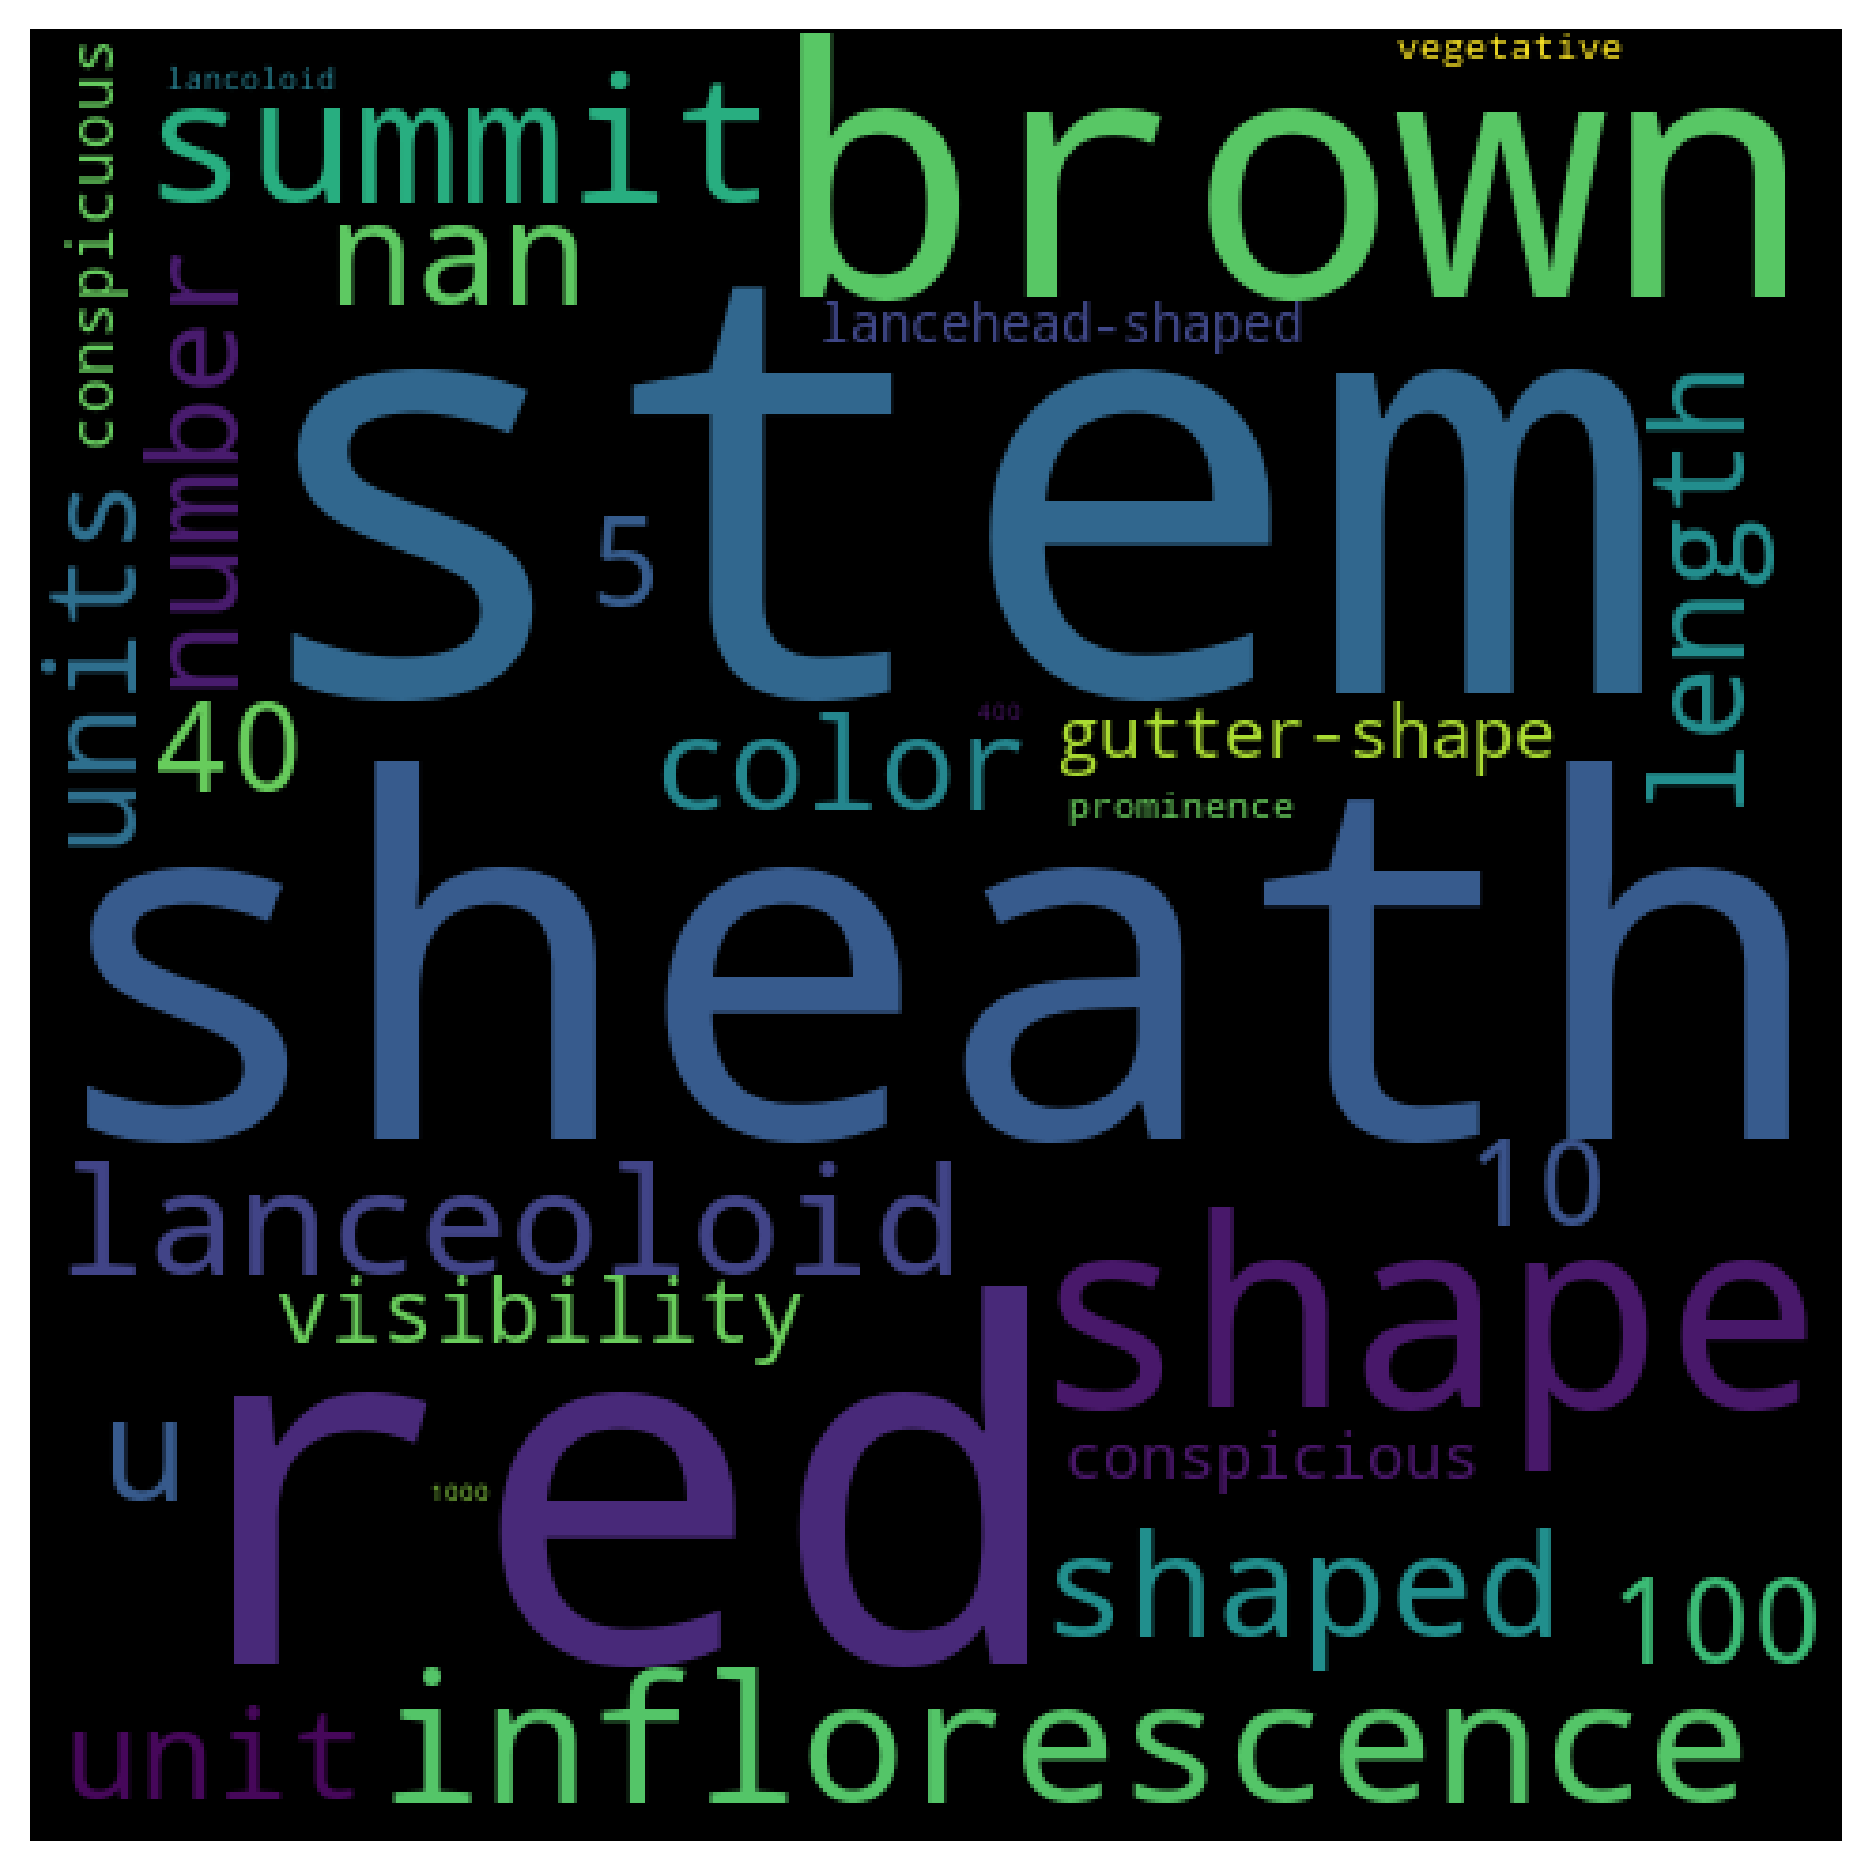 vegetative
conspicuous
lancoloid
summit
brown
nan
number
lancehead-shaped
stem
length
units
5
40
color
400
gutter-shape
prominence
sheath
lanceoloid
10
visibility
shape
red
u
conspicious
1000
shaped
100
unit
inflorescence